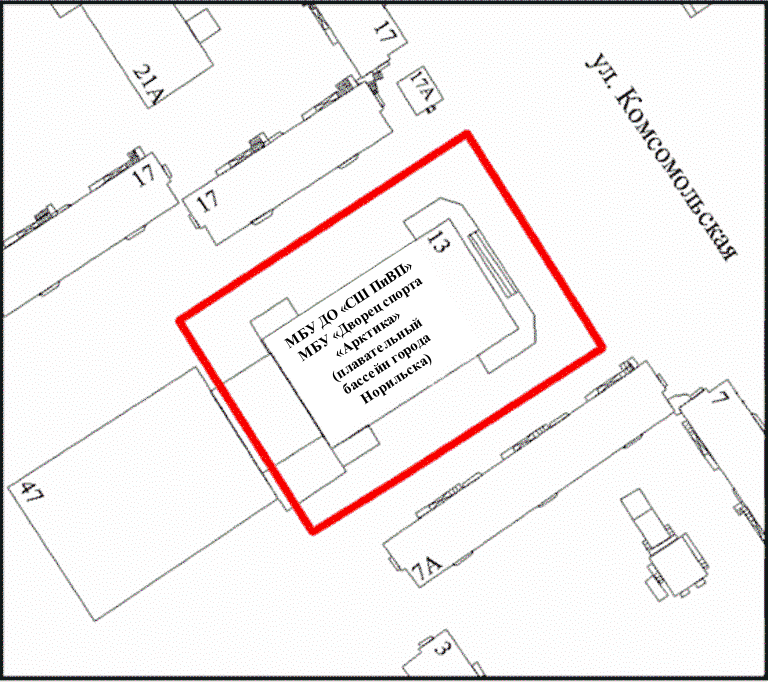 17
21А
17А
ул. Комсомольская
17
17
13
МБУ ДО «СШ ПиВП»
МБУ «Дворец спорта
«Арктика»
(плавательный
бассейн города
Норильска)
7
47
7А
3